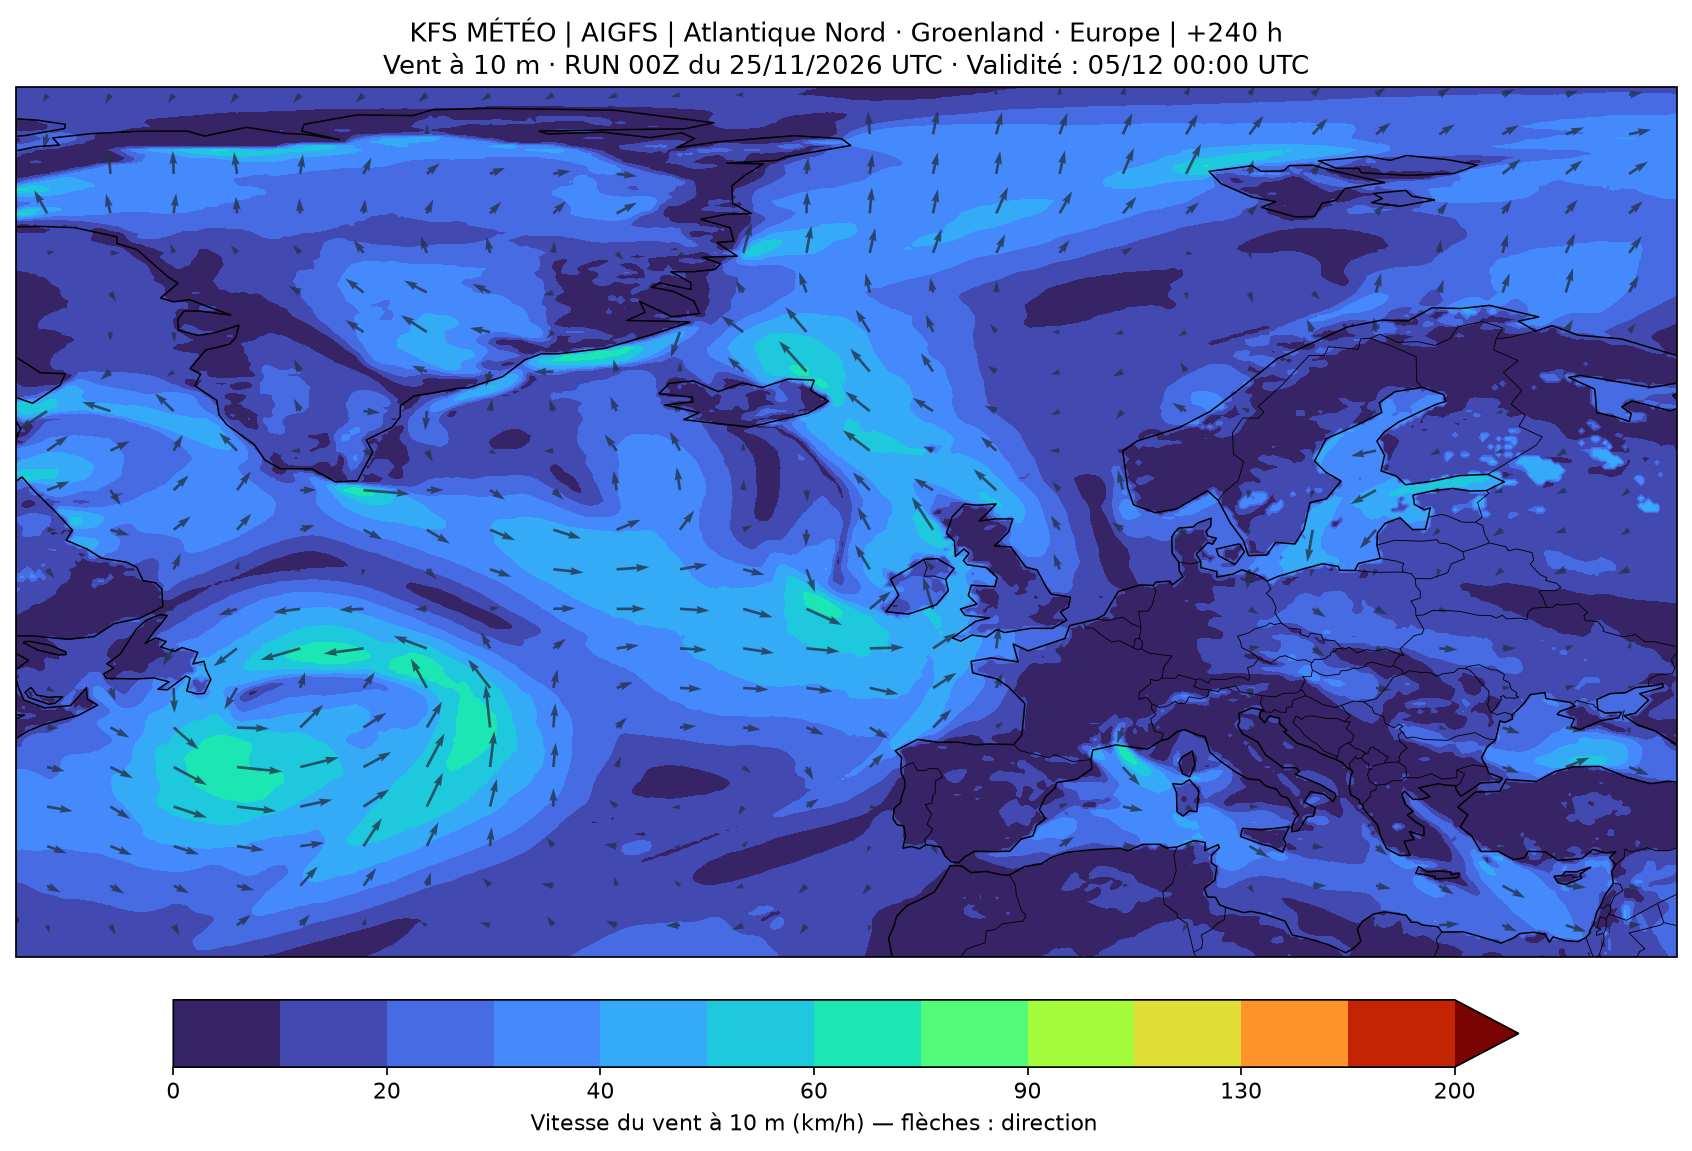 KFS MÉTÉO | AIGFS | Atlantique Nord · Groenland · Europe | +240 h
Vent à 10 m · RUN 00Z du 25/11/2026 UTC · Validité : 05/12 00:00 UTC
0 20 40 60 90 130 200
Vitesse du vent à 10 m (km/h) — flèches : direction